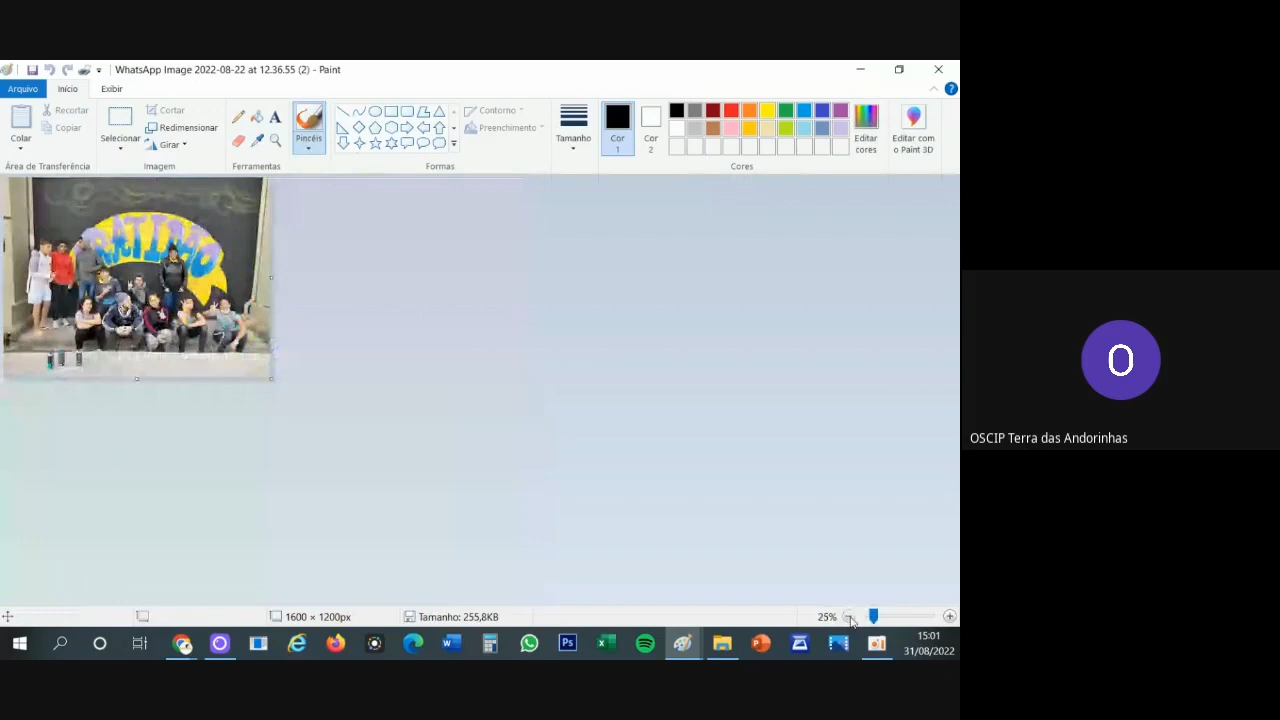 WhatsApp Image 2022-08-22 at 12.36.55 (2) - Paint
Arquivo
Início
Exibir
Colar
Recortar
Copiar
Área de Transferência
Selecionar
Cortar
Redimensionar
Girar
Imagem
Ferramentas
Pincéis
Contorno
Preenchimento
Formas
Tamanho
Cor
1
Cor
2
Editar
cores
Cores
Editar com
o Paint 3D
O
OSCIP Terra das Andorinhas
1600 × 1200px
Tamanho: 255,8KB
25%
15:01
31/08/2022